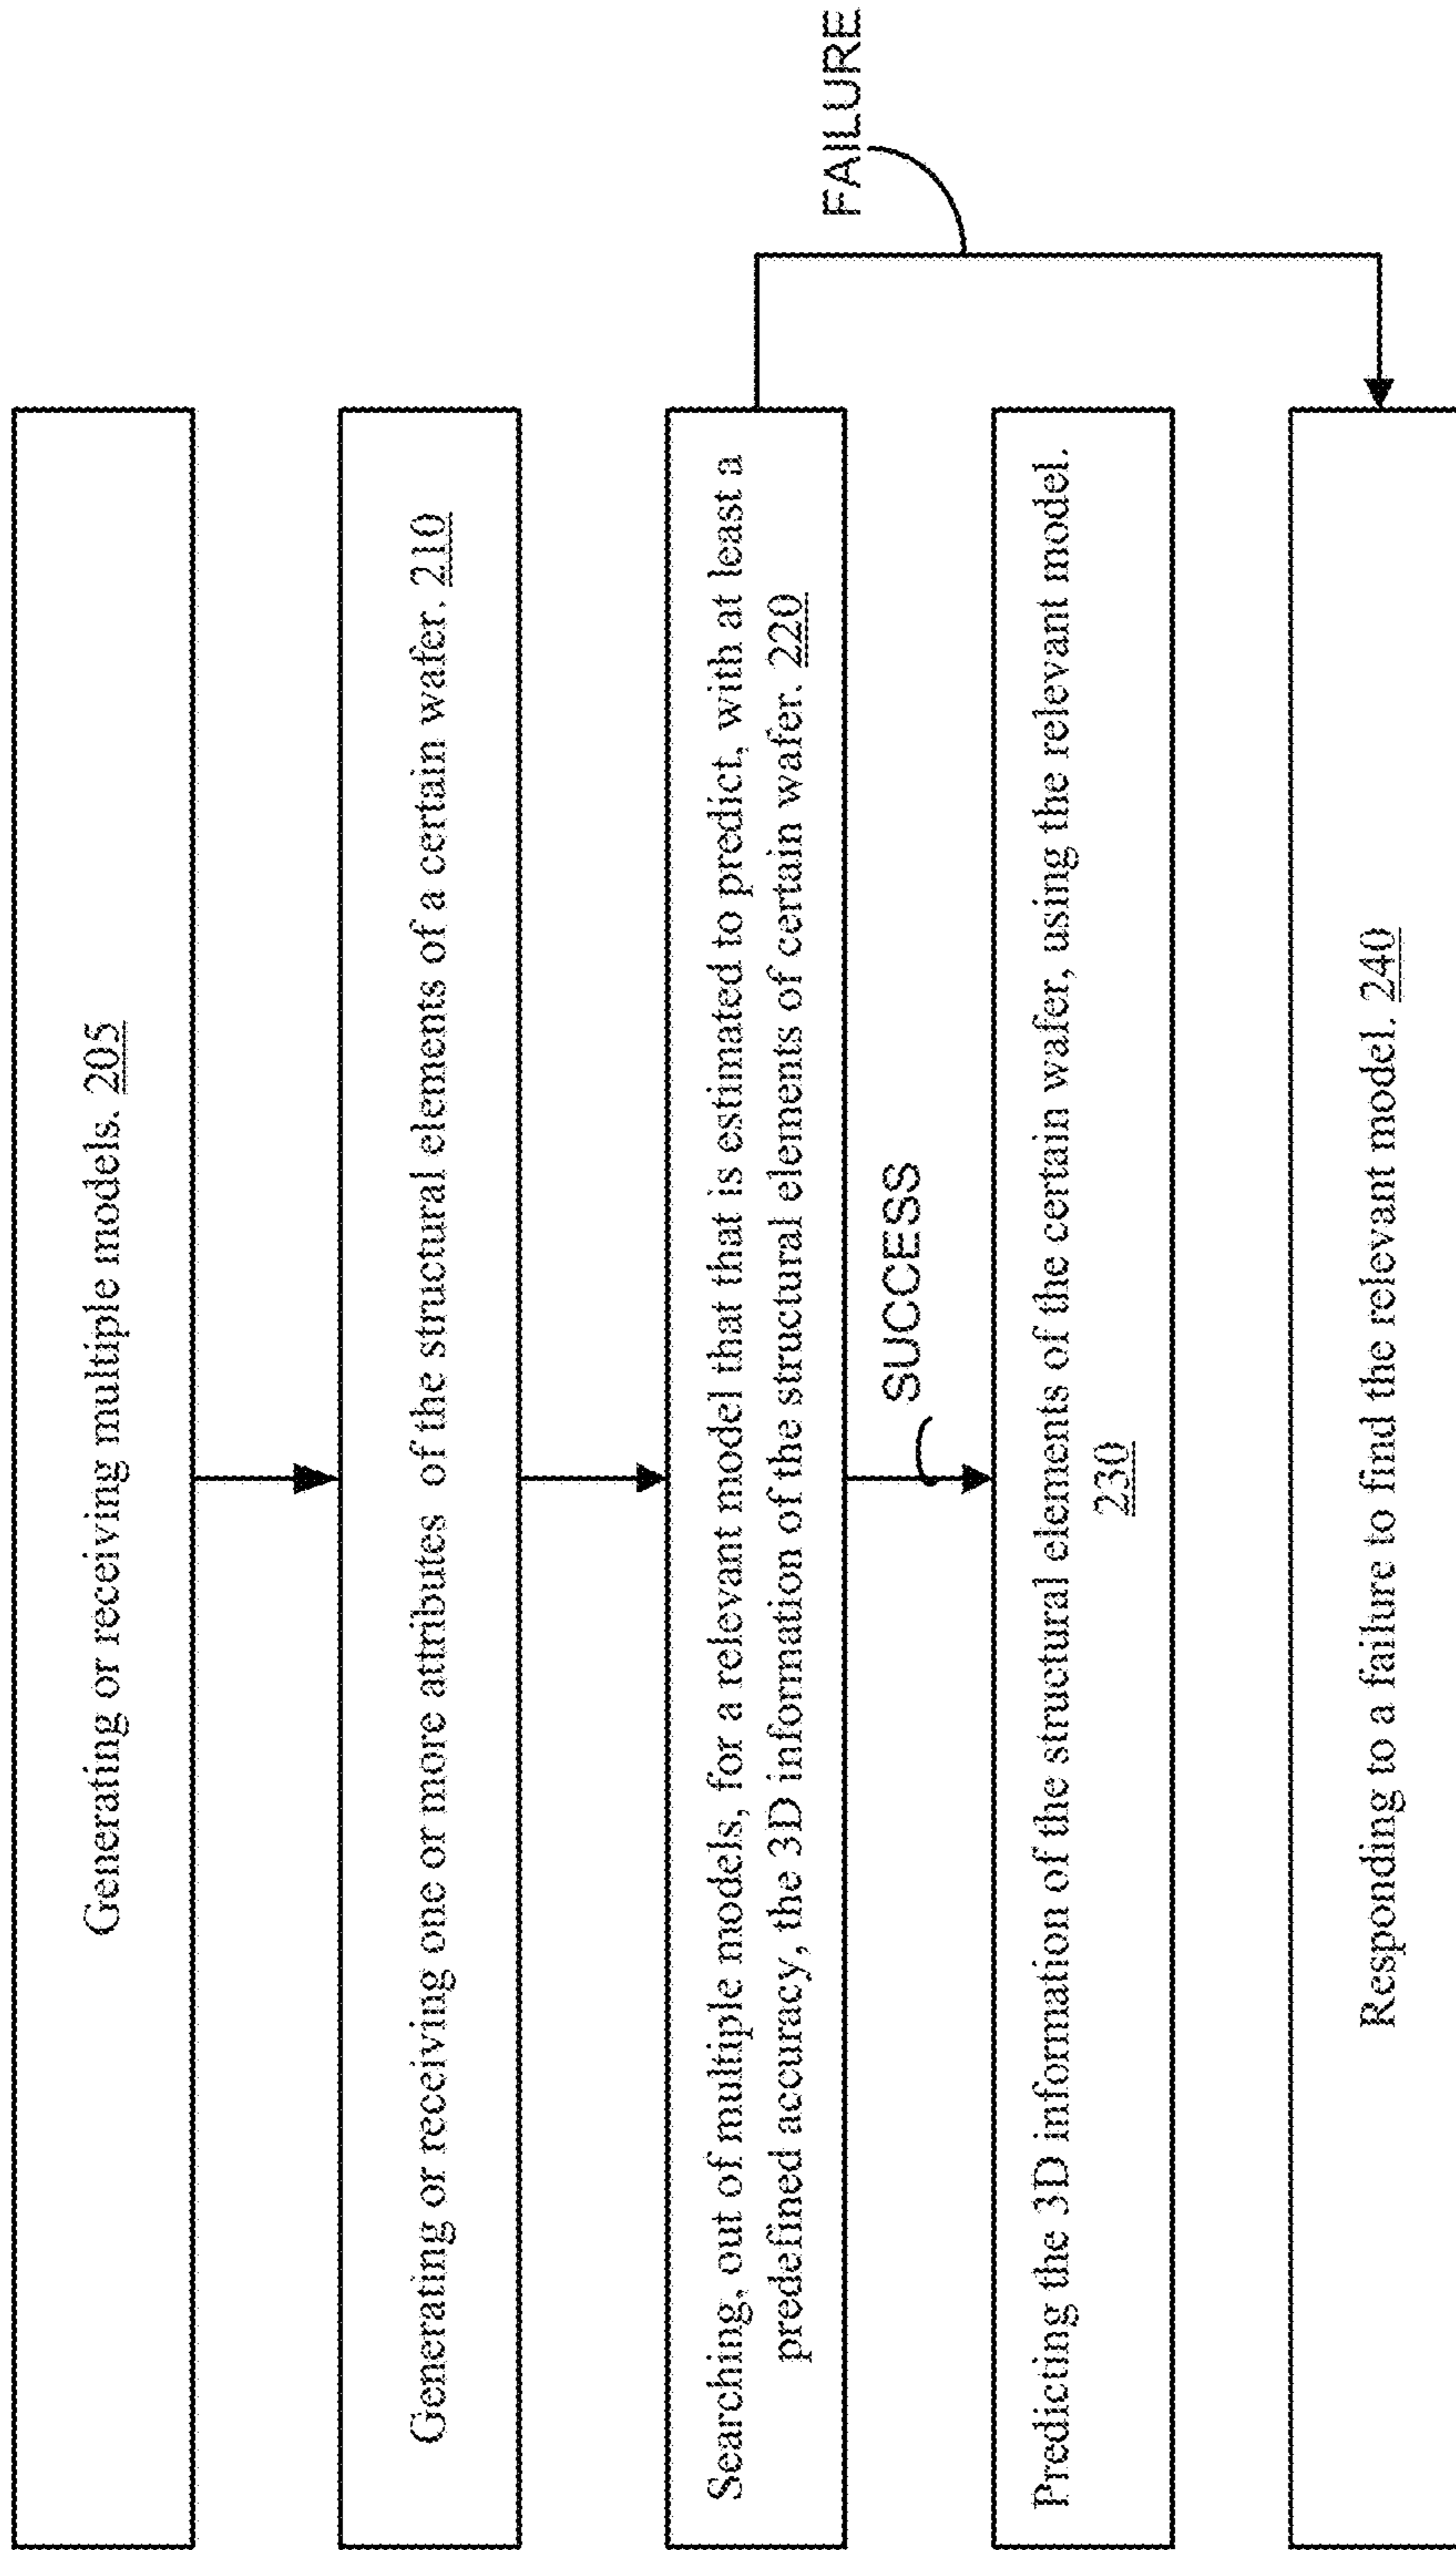 Generating or receiving multiple models. 205
Generating or receiving one or more attributes of the structural elements of a certain wafer. 210
Searching, out of multiple models, for a relevant model that that is estimated to predict, with at least a
predefined accuracy, the 3D information of the structural elements of certain wafer. 220
SUCCESS
FAILURE
Predicting the 3D information of the structural elements of the certain wafer, using the relevant model.
230
Responding to a failure to find the relevant model. 240